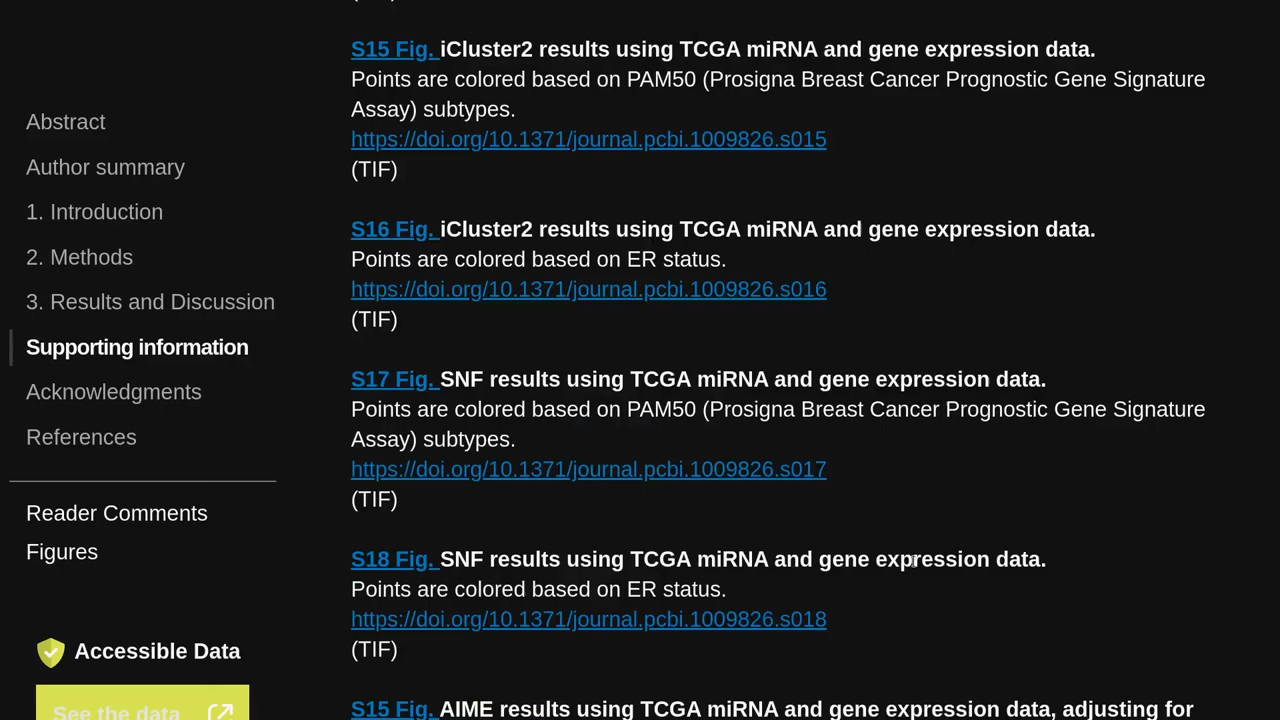 Abstract
Author summary
1. Introduction
2. Methods
3. Results and Discussion
Supporting information
Acknowledgments
References
Reader Comments
Figures
Accessible Data
See the data
S15 Fig. iCluster2 results using TCGA miRNA and gene expression data.
Points are colored based on PAM50 (Prosigna Breast Cancer Prognostic Gene Signature
Assay) subtypes.
https://doi.org/10.1371/journal.pcbi.1009826.s015
(TIF)
S16 Fig. iCluster2 results using TCGA miRNA and gene expression data.
Points are colored based on ER status.
https://doi.org/10.1371/journal.pcbi.1009826.s016
(TIF)
S17 Fig. SNF results using TCGA miRNA and gene expression data.
Points are colored based on PAM50 (Prosigna Breast Cancer Prognostic Gene Signature
Assay) subtypes.
https://doi.org/10.1371/journal.pcbi.1009826.s017
(TIF)
S18 Fig. SNF results using TCGA miRNA and gene expression data.
Points are colored based on ER status.
https://doi.org/10.1371/journal.pcbi.1009826.s018
(TIF)
S15 Fig. AIME results using TCGA miRNA and gene expression data, adjusting for